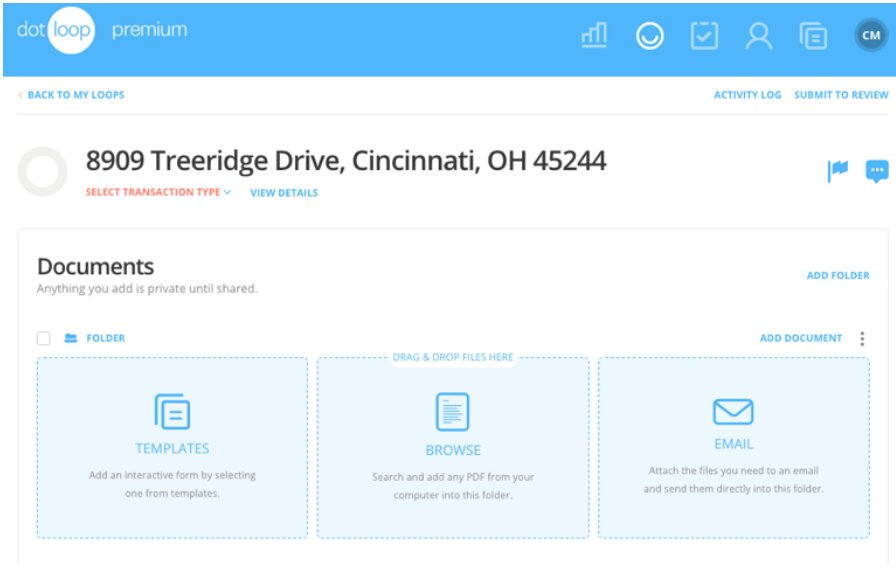 dotloop premium
CM
< BACK TO MY LOOPS
ACTIVITY LOG SUBMIT TO REVIEW
8909 Treeridge Drive, Cincinnati, OH 45244
SELECT TRANSACTION TYPE
VIEW DETAILS
Documents
Anything you add is private until shared.
ADD FOLDER
FOLDER
ADD DOCUMENT
DRAG & DROP FILES HERE
TEMPLATES
Add an interactive form by selecting
one from templates.
BROWSE
Search and add any PDF from your
computer into this folder.
EMAIL
Attach the files you need to an email
and send them directly into this folder.